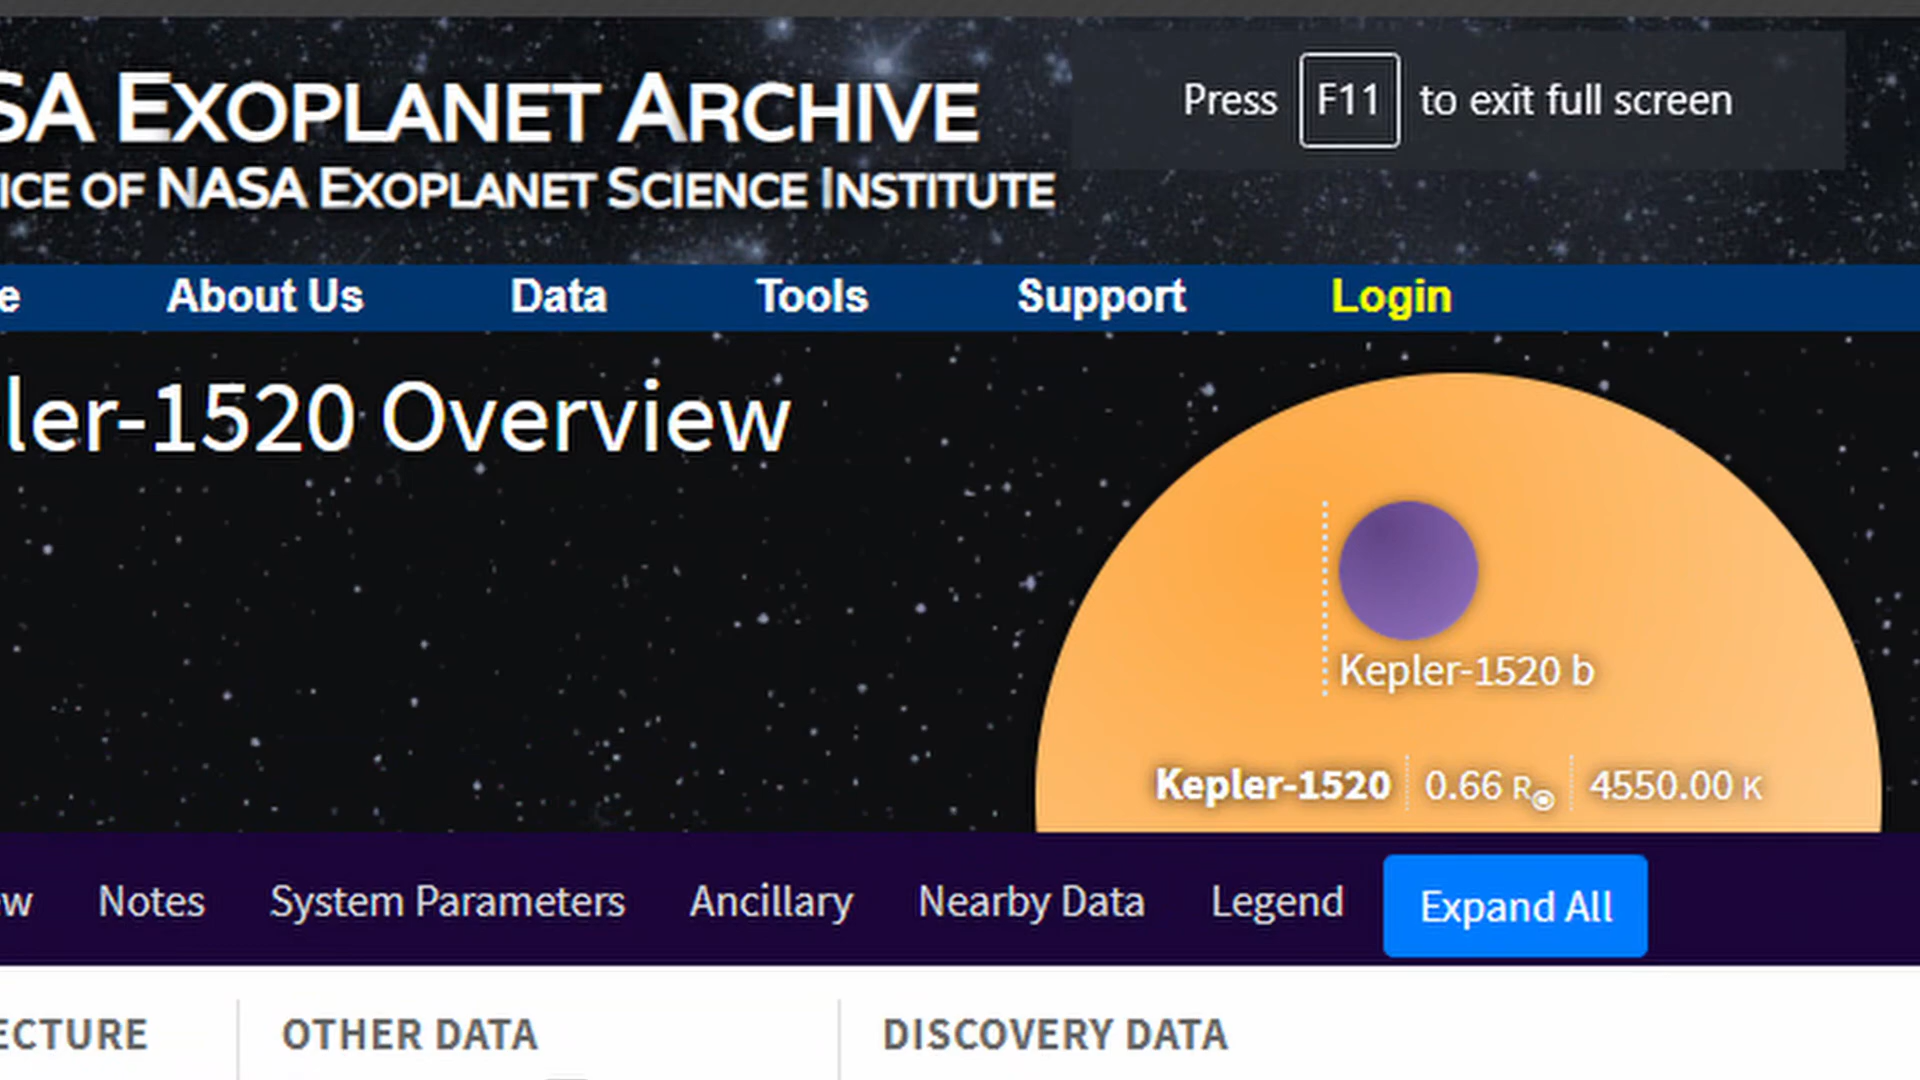 SA EXOPLANET ARCHIVE
Press F11 to exit full screen
ICE OF NASA EXOPLANET SCIENCE INSTITUTE
e About Us Data Tools Support Login
ler-1520 Overview
Kepler-1520 b
Kepler-1520 0.66 R☉ 4550.00 K
w Notes System Parameters Ancillary Nearby Data Legend Expand All
ECTURE OTHER DATA DISCOVERY DATA